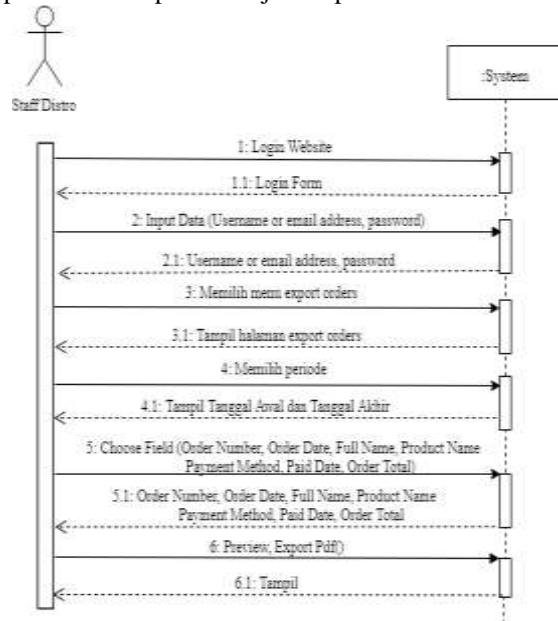 Staff Distro
:System
1: Login Website
1.1: Login Form
2: Input Data (Username or email address, password)
2.1: Username or email address, password
3: Memilih menu export orders
3.1: Tampil halaman export orders
4: Memilih periode
4.1: Tampil Tanggal Awal dan Tanggal Akhir
5: Choose Field (Order Number, Order Date, Full Name, Product Name
Payment Method, Paid Date, Order Total)
5.1: Order Number, Order Date, Full Name, Product Name
Payment Method, Paid Date, Order Total
6: Preview, Export Pdf()
6.1: Tampil